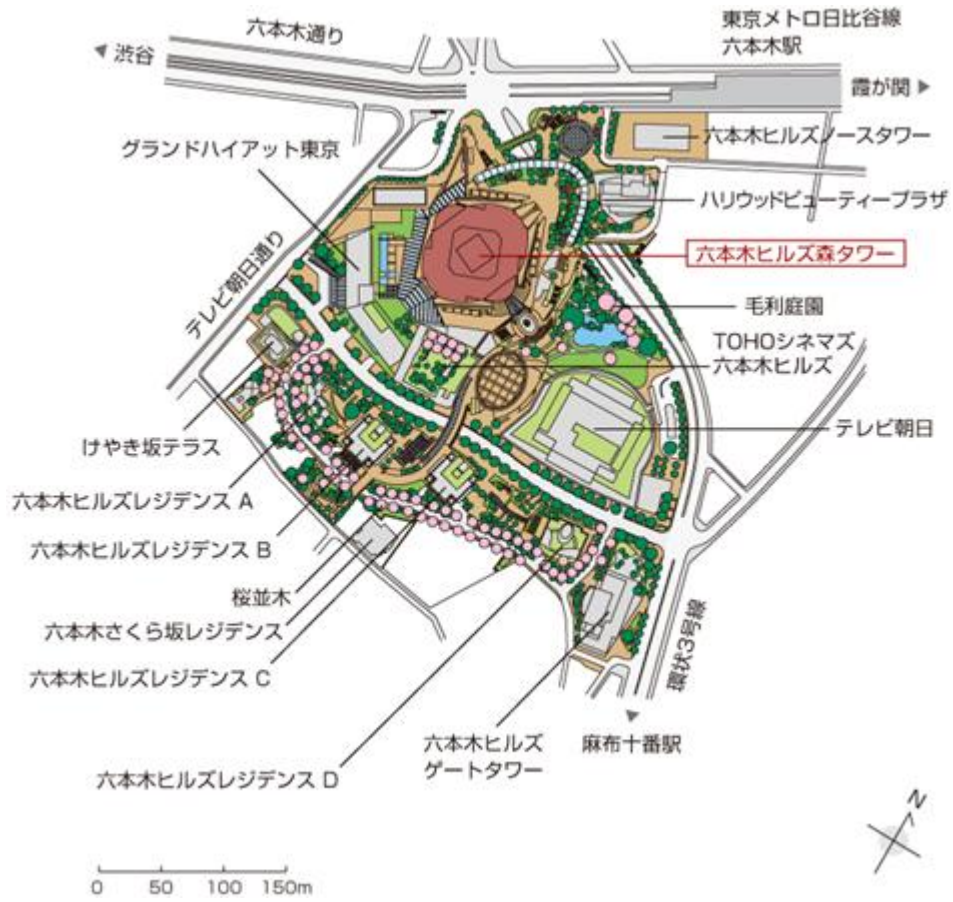 六本木通り
東京メトロ日比谷線
六本木駅
◀ 渋谷
霞が関 ▶
六本木ヒルズノースタワー
グランドハイアット東京
ハリウッドビューティープラザ
六本木ヒルズ森タワー
テレビ朝日通り
毛利庭園
TOHOシネマズ
六本木ヒルズ
テレビ朝日
けやき坂テラス
六本木ヒルズレジデンス A
六本木ヒルズレジデンス B
桜並木
六本木さくら坂レジデンス
六本木ヒルズレジデンス C
環状3号線
六本木ヒルズ
ゲートタワー
麻布十番駅
六本木ヒルズレジデンス D
N
0 50 100 150m